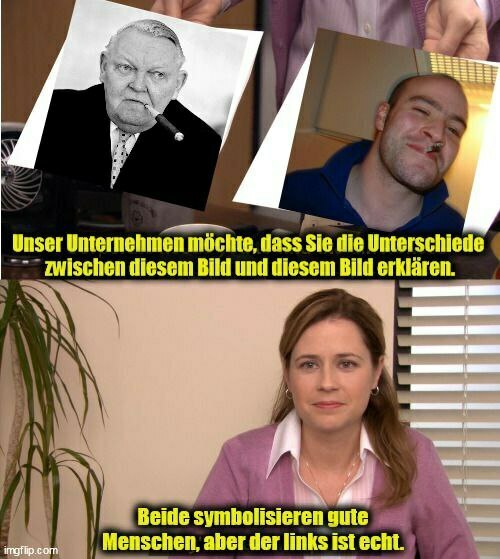 Unser Unternehmen möchte, dass Sie die Unterschiede
zwischen diesem Bild und diesem Bild erklären.
Beide symbolisieren gute
Menschen, aber der links ist echt.
imgflip.com